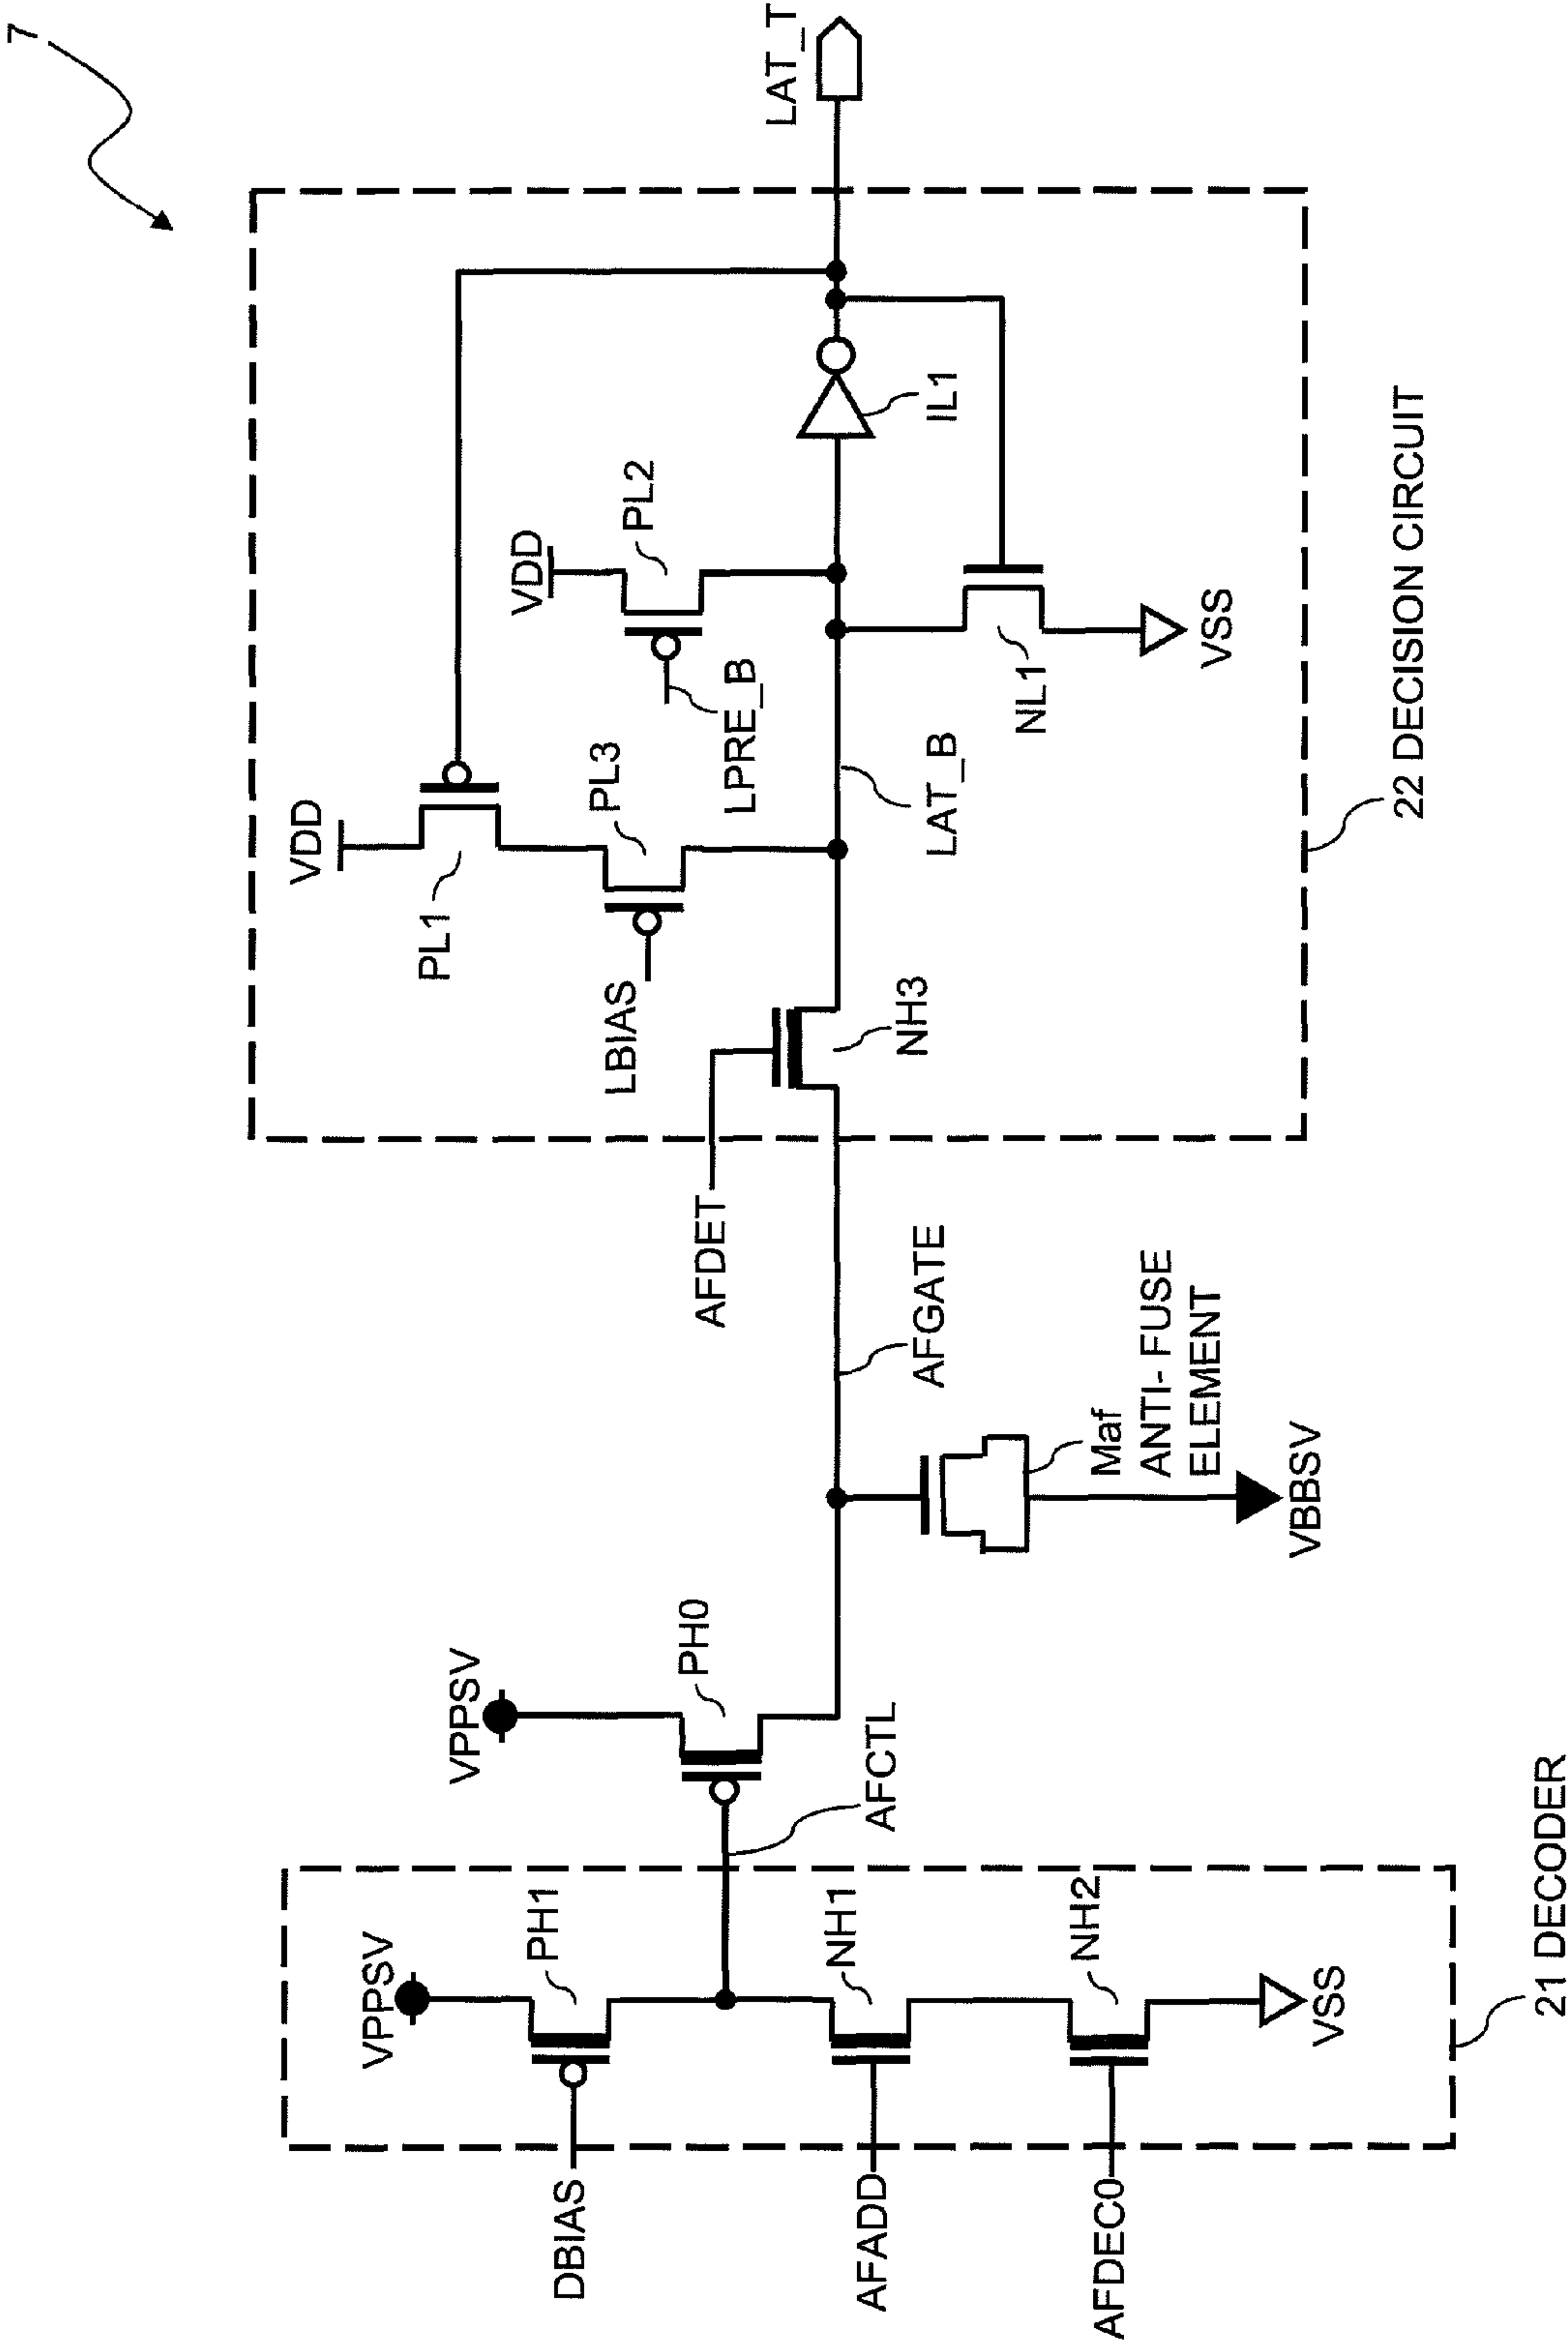 7
VPPSV
PH1
DBIAS
NH1
AFADD
NH2
AFDEC0
VSS
21 DECODER
VPPSV
PH0
AFCTL
Maf
ANTI- FUSE
ELEMENT
VBBSV
AFGATE
AFDET
NH3
LBIAS
VDD
PL1
PL3
VDD
PL2
LPRE_B
LAT_B
NL1
VSS
IL1
22 DECISION CIRCUIT
LAT_T